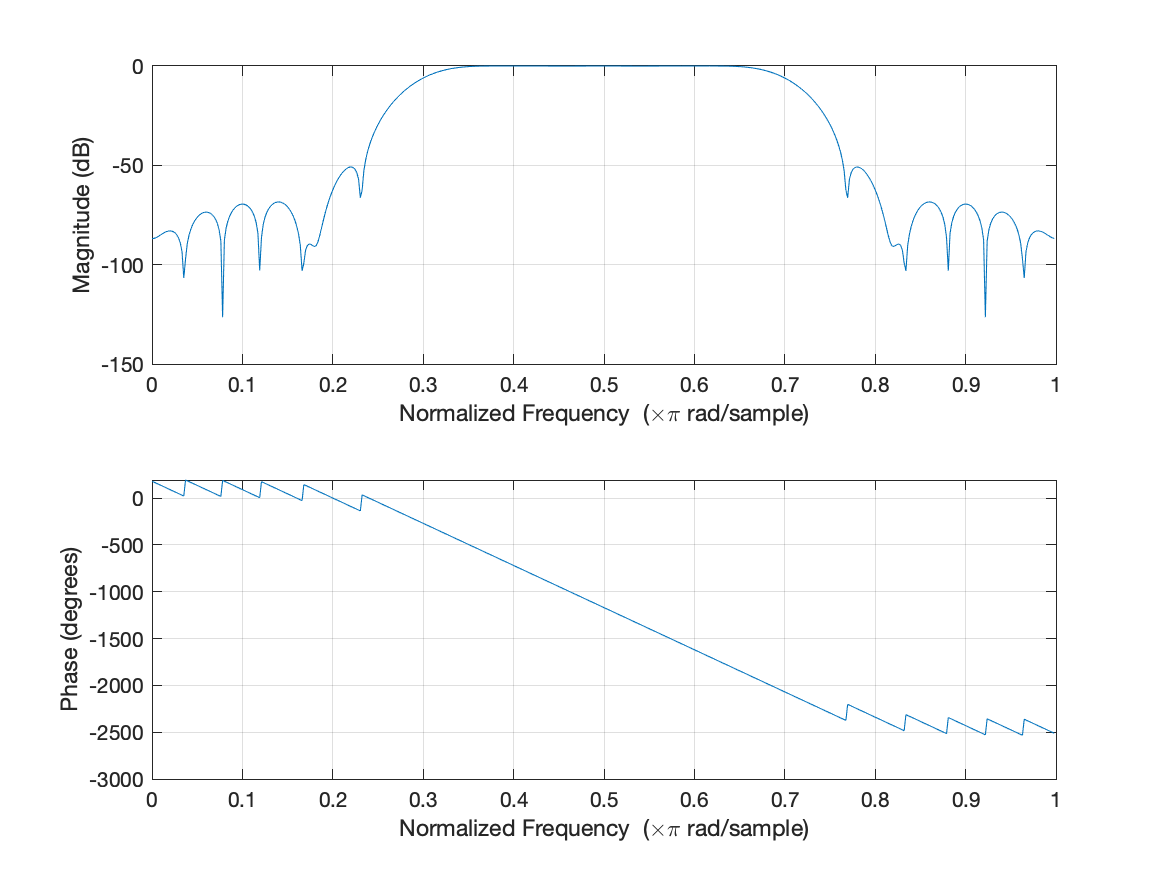 0
-50
-100
-150
Magnitude (dB)
0 0.1 0.2 0.3 0.4 0.5 0.6 0.7 0.8 0.9 1
Normalized Frequency (×π rad/sample)
0
-500
-1000
-1500
-2000
-2500
-3000
Phase (degrees)
0 0.1 0.2 0.3 0.4 0.5 0.6 0.7 0.8 0.9 1
Normalized Frequency (×π rad/sample)